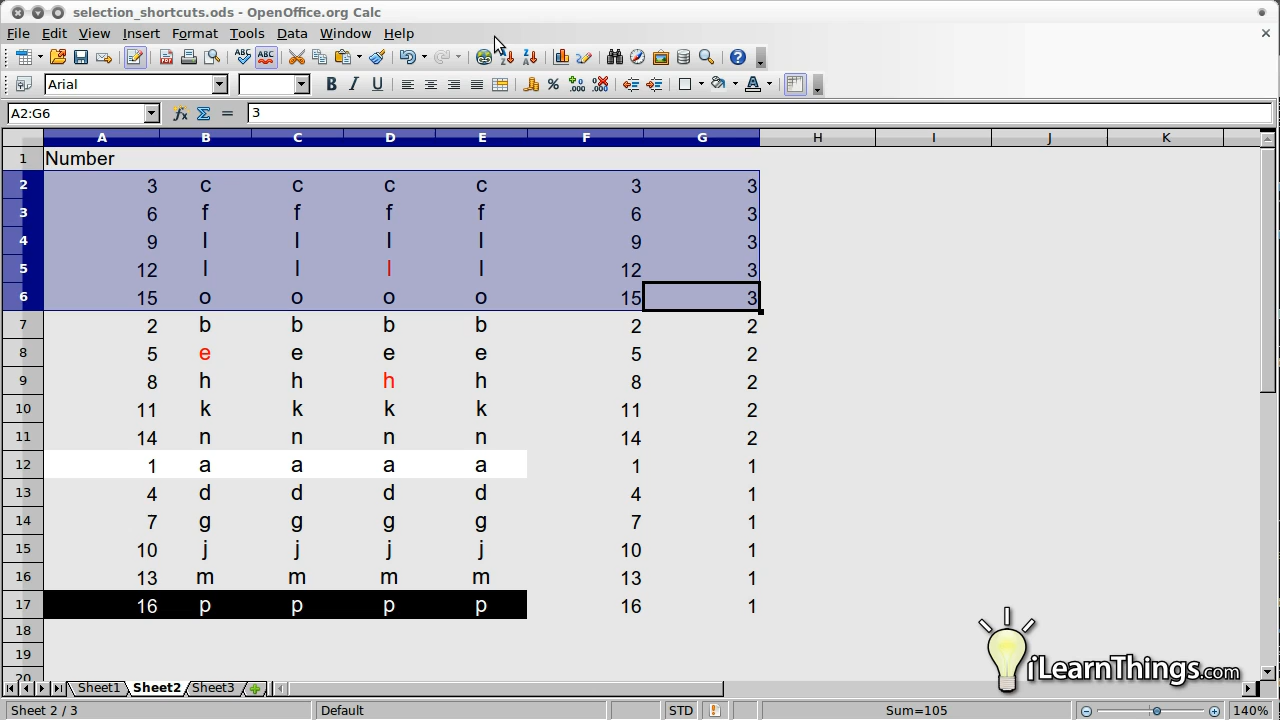 selection_shortcuts.ods - OpenOffice.org Calc
File Edit View Insert Format Tools Data Window Help
Arial
A2:G6 3
A B C D E F G H I J K
1 Number
2 3 c c c c 3 3
3 6 f f f f 6 3
4 9 l l l l 9 3
5 12 l l l l 12 3
6 15 o o o o 15 3
7 2 b b b b 2 2
8 5 e e e e 5 2
9 8 h h h h 8 2
10 11 k k k k 11 2
11 14 n n n n 14 2
12 1 a a a a 1 1
13 4 d d d d 4 1
14 7 g g g g 7 1
15 10 j j j j 10 1
16 13 m m m m 13 1
17 16 p p p p 16 1
18
19
20
iLearnThings.com
Sheet1 Sheet2 Sheet3
Sheet 2 / 3 Default STD Sum=105 140%